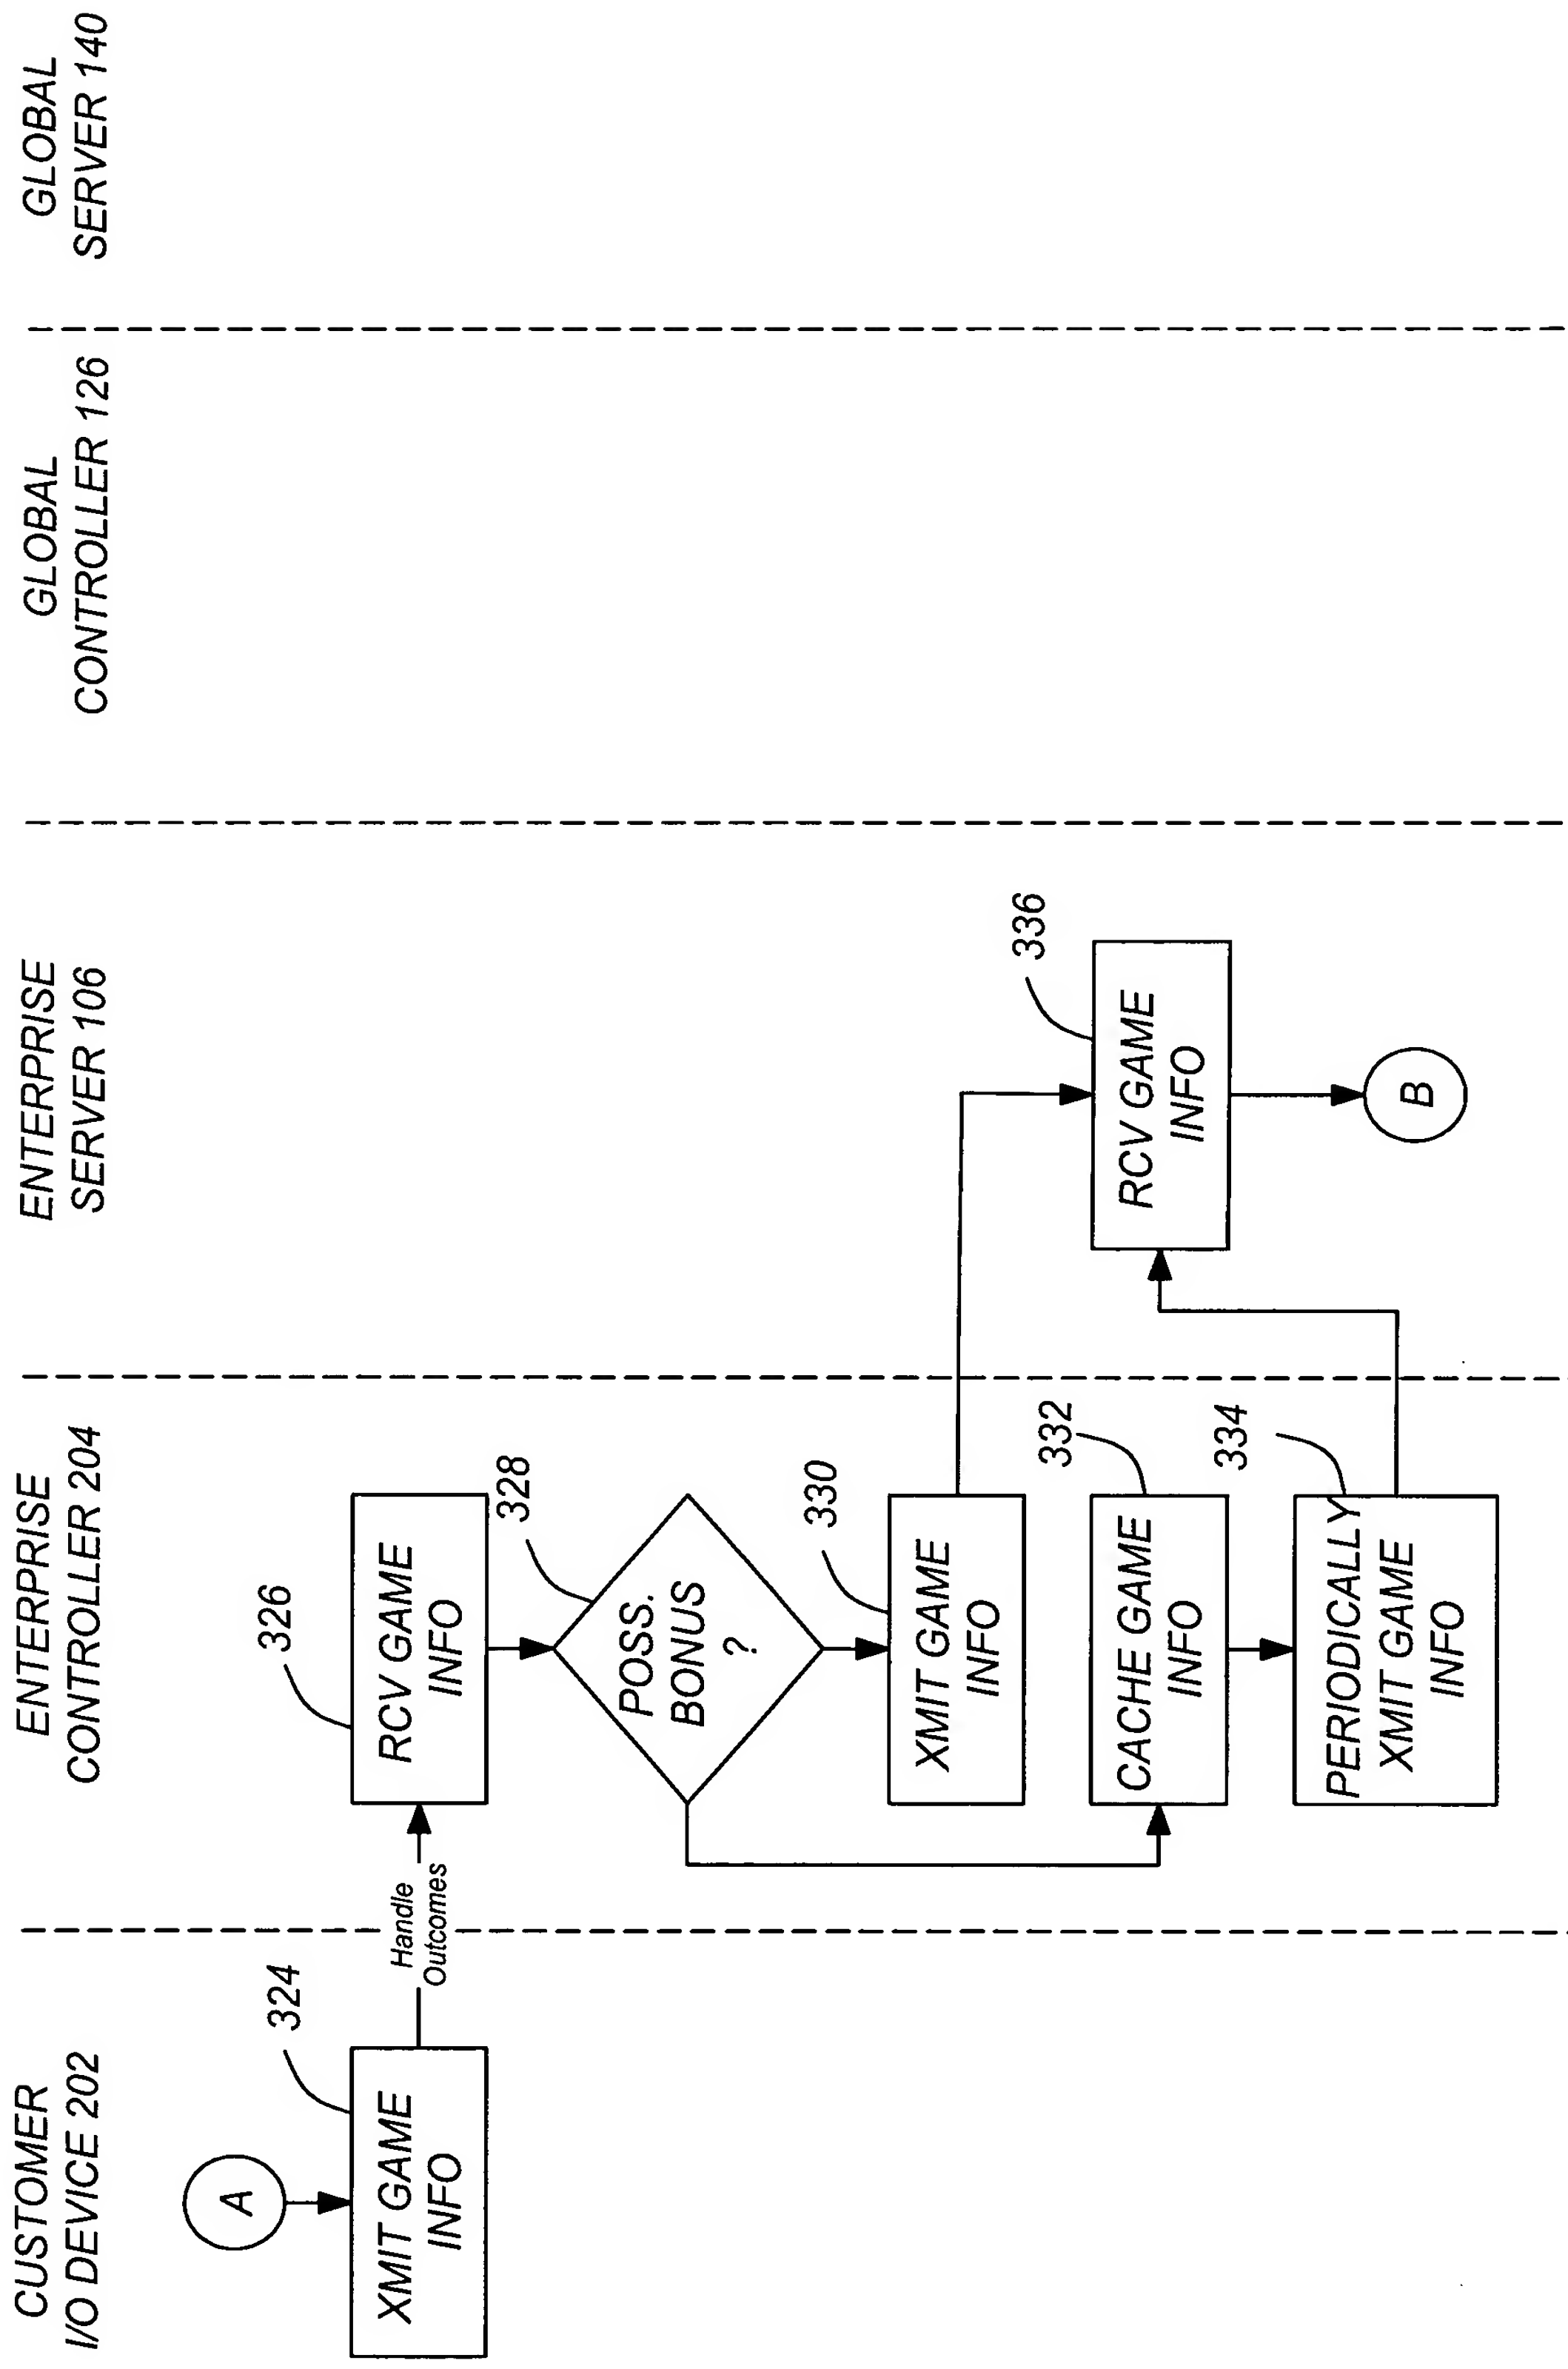 CUSTOMER
I/O DEVICE 202
ENTERPRISE
CONTROLLER 204
ENTERPRISE
SERVER 106
GLOBAL
CONTROLLER 126
GLOBAL
SERVER 140
A
324
XMIT GAME
INFO
Handle
Outcomes
326
RCV GAME
INFO
328
POSS.
BONUS
?
330
XMIT GAME
INFO
332
CACHE GAME
INFO
334
PERIODICALLY
XMIT GAME
INFO
336
RCV GAME
INFO
B